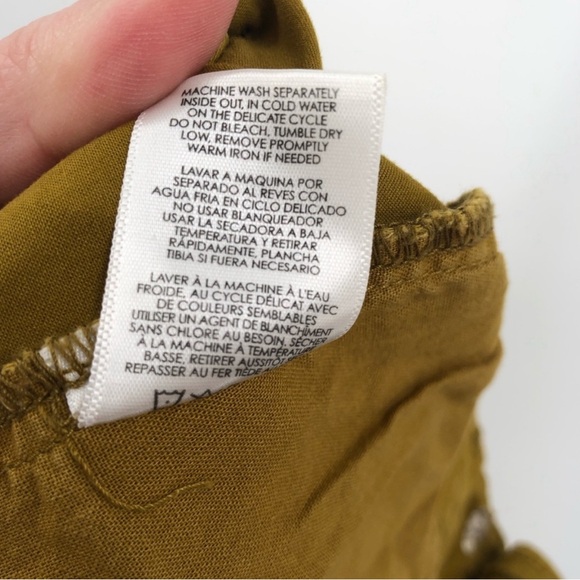 MACHINE WASH SEPARATELY
INSIDE OUT, IN COLD WATER
ON THE DELICATE CYCLE
DO NOT BLEACH, TUMBLE DRY
LOW, REMOVE PROMPTLY
WARM IRON IF NEEDED
LAVAR A MAQUINA POR
SEPARADO AL REVES CON
AGUA FRIA EN CICLO DELICADO
NO USAR BLANQUEADOR
USAR LA SECADORA A BAJA
TEMPERATURA Y RETIRAR
RÁPIDAMENTE, PLANCHA
TIBIA SI FUERA NECESARIO
LAVER À LA MACHINE À L'EAU
FROIDE, AU CYCLE DÉLICAT AVEC
DE COULEURS SEMBLABLES
UTILISER UN AGENT DE BLANCHIMENT
SANS CHLORE AU BESOIN, SÉCHER
À LA MACHINE À TEMPÉRATURE
BASSE, RETIRER AUSSITÔT
REPASSER AU FER TIÈDE